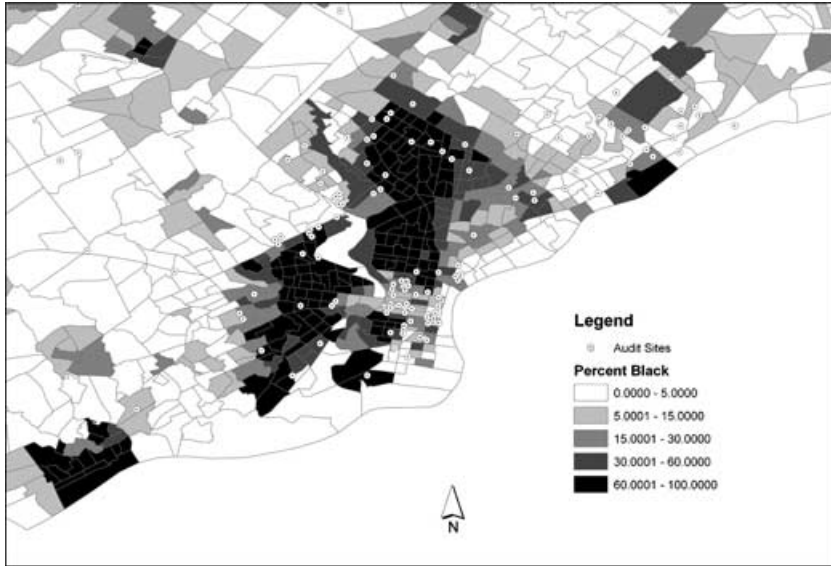 Legend
Audit Sites
Percent Black
0.0000 - 5.0000
5.0001 - 15.0000
15.0001 - 30.0000
30.0001 - 60.0000
60.0001 - 100.0000
N